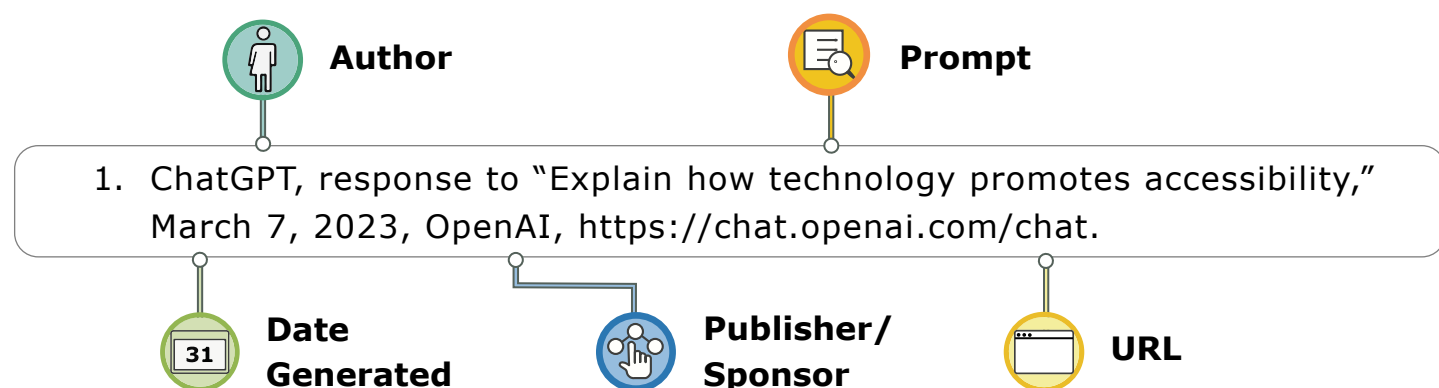 Author
Prompt
1. ChatGPT, response to “Explain how technology promotes accessibility,”
March 7, 2023, OpenAI, https://chat.openai.com/chat.
31
Date
Generated
Publisher/
Sponsor
URL